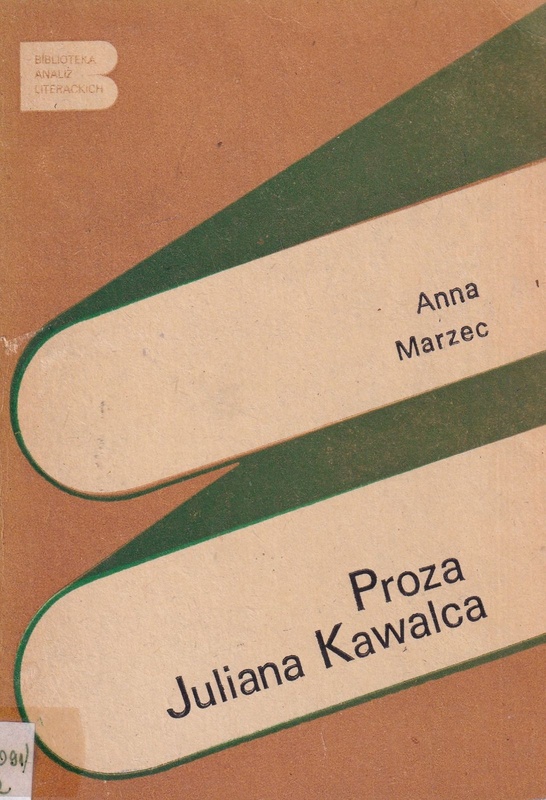 BIBLIOTEKA
ANALIZ
LITERACKICH
Anna
Marzec
Proza
Juliana Kawalca